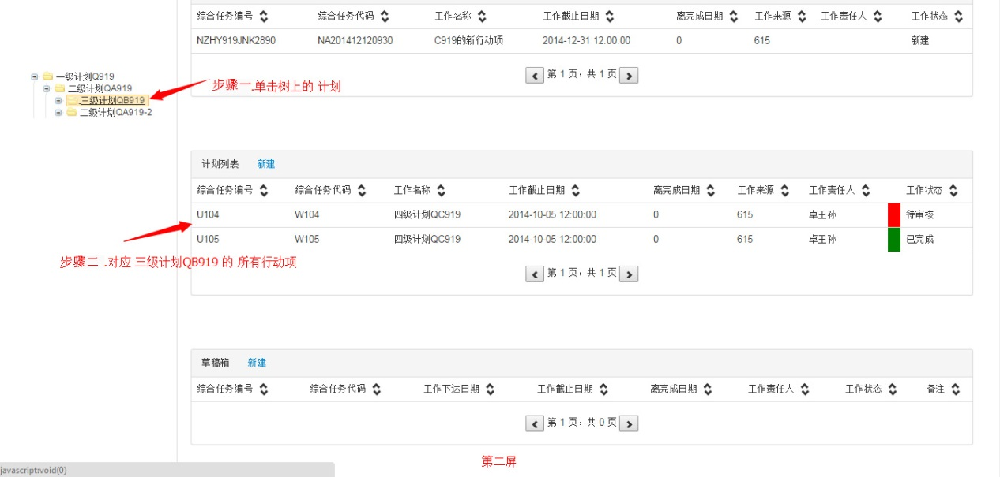 综合任务编号 综合任务代码 工作名称 工作截止日期 离完成日期 工作来源 工作责任人 工作状态
NZHY919JNK2890 NA201412120930 C919的新行动项 2014-12-31 12:00:00 0 615 新建
第 1 页，共 1 页
一级计划Q919
二级计划QA919
三级计划QB919
二级计划QA919-2
步骤一.单击树上的 计划
计划列表 新建
综合任务编号 综合任务代码 工作名称 工作截止日期 离完成日期 工作来源 工作责任人 工作状态
U104 W104 四级计划QC919 2014-10-05 12:00:00 0 615 卓王孙 待审核
U105 W105 四级计划QC919 2014-10-05 12:00:00 0 615 卓王孙 已完成
步骤二 .对应 三级计划QB919 的 所有行动项
第 1 页，共 1 页
草稿箱 新建
综合任务编号 综合任务代码 工作下达日期 工作截止日期 离完成日期 工作责任人 工作状态 备注
第 1 页，共 0 页
第二屏
javascript:void(0)